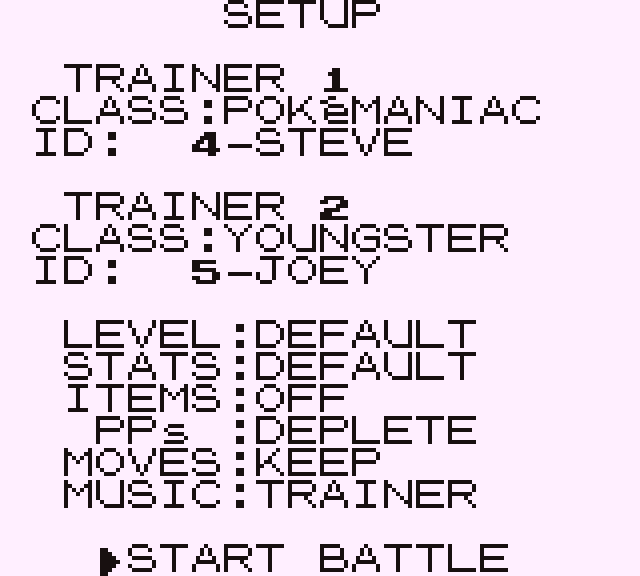 SETUP
TRAINER 1
CLASS:POKéMANIAC
ID: 4-STEVE
TRAINER 2
CLASS:YOUNGSTER
ID: 5-JOEY
LEVEL:DEFAULT
STATS:DEFAULT
ITEMS:OFF
PPs :DEPLETE
MOVES:KEEP
MUSIC:TRAINER
▶START BATTLE